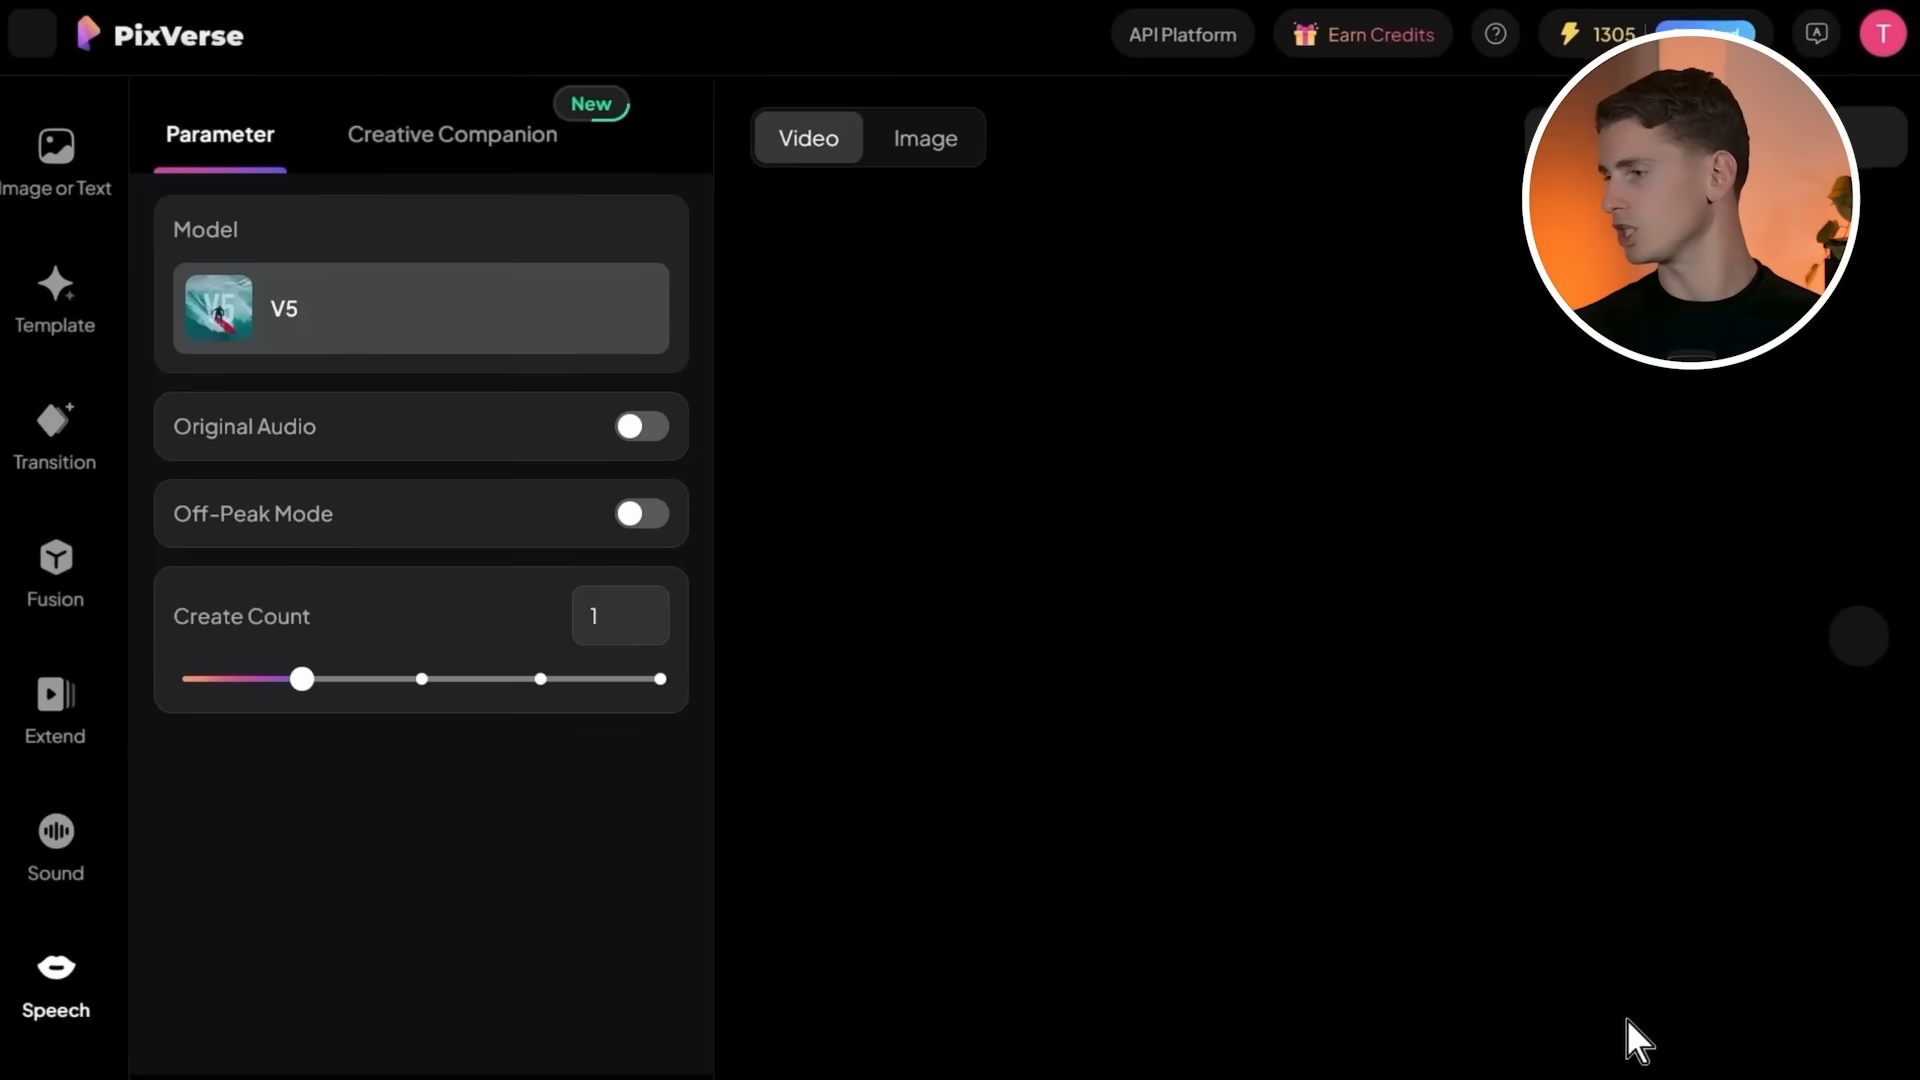 PixVerse
API Platform
Earn Credits
1305
T
Image or Text
Template
Transition
Fusion
Extend
Sound
Speech
Parameter
Creative Companion
New
Model
V5
V5
Original Audio
Off-Peak Mode
Create Count
1
Video
Image